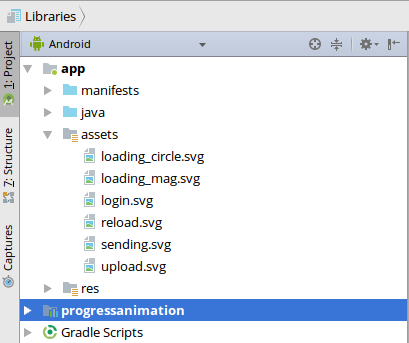 Libraries
Android
1: Project
7: Structure
Captures
app
manifests
java
assets
loading_circle.svg
loading_mag.svg
login.svg
reload.svg
sending.svg
upload.svg
res
progressanimation
Gradle Scripts